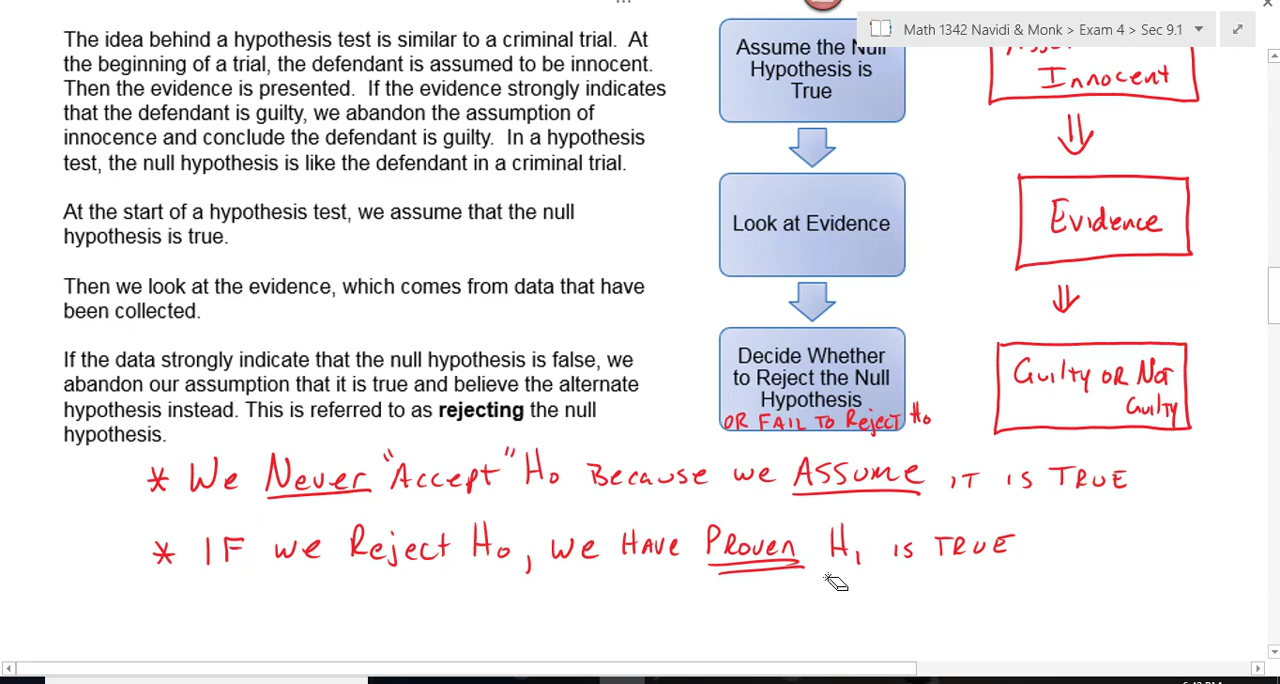 Math 1342 Navidi & Monk > Exam 4 > Sec 9.1
The idea behind a hypothesis test is similar to a criminal trial. At
the beginning of a trial, the defendant is assumed to be innocent.
Then the evidence is presented. If the evidence strongly indicates
that the defendant is guilty, we abandon the assumption of
innocence and conclude the defendant is guilty. In a hypothesis
test, the null hypothesis is like the defendant in a criminal trial.
At the start of a hypothesis test, we assume that the null
hypothesis is true.
Then we look at the evidence, which comes from data that have
been collected.
If the data strongly indicate that the null hypothesis is false, we
abandon our assumption that it is true and believe the alternate
hypothesis instead. This is referred to as rejecting the null
hypothesis.
Assume the Null
Hypothesis is
True
Look at Evidence
Decide Whether
to Reject the Null
Hypothesis
OR FAIL TO Reject H₀
Innocent
Evidence
Guilty OR Not
Guilty
* We Never "Accept" H₀ Because we ASSUME it is TRUE
* IF we Reject H₀, we HAVE Proven H₁ is TRUE